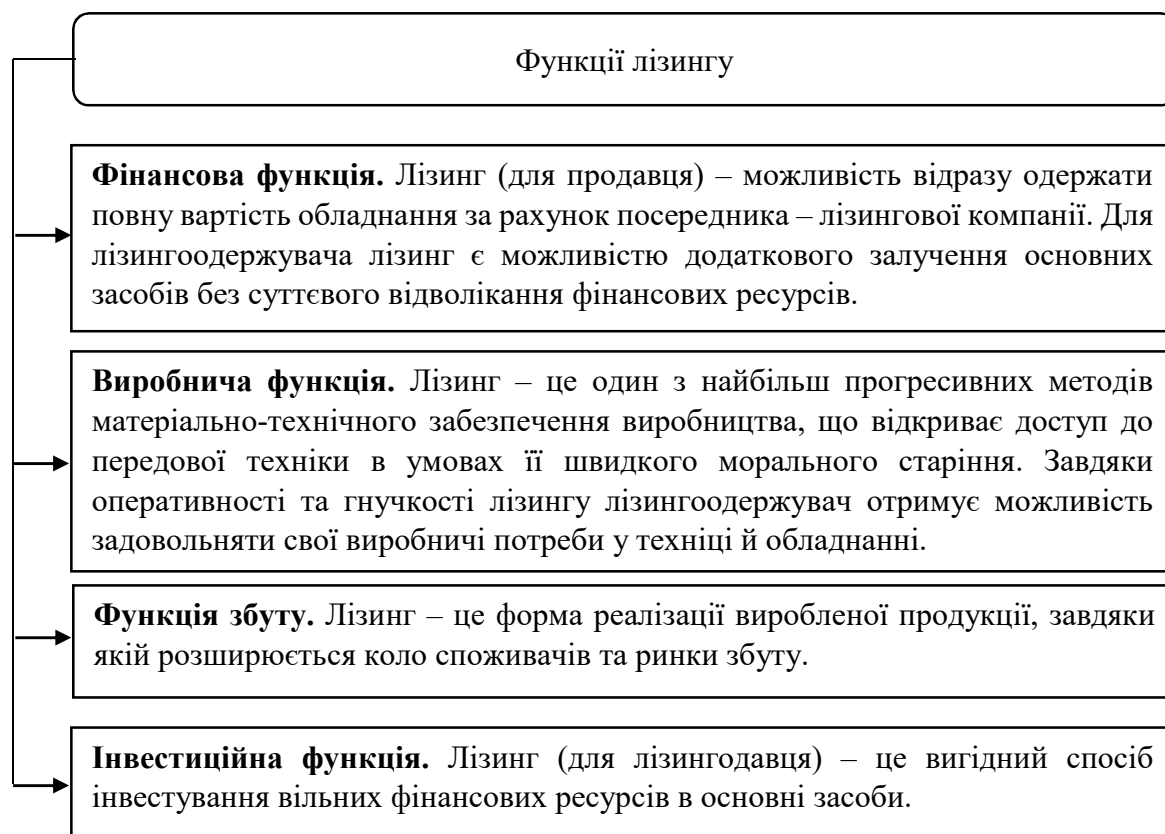 Функції лізингу
Фінансова функція. Лізинг (для продавця) – можливість відразу одержати
повну вартість обладнання за рахунок посередника – лізингової компанії. Для
лізингоодержувача лізинг є можливістю додаткового залучення основних
засобів без суттєвого відволікання фінансових ресурсів.
Виробнича функція. Лізинг – це один з найбільш прогресивних методів
матеріально-технічного забезпечення виробництва, що відкриває доступ до
передової техніки в умовах її швидкого морального старіння. Завдяки
оперативності та гнучкості лізингу лізингоодержувач отримує можливість
задовольняти свої виробничі потреби у техніці й обладнанні.
Функція збуту. Лізинг – це форма реалізації виробленої продукції, завдяки
якій розширюється коло споживачів та ринки збуту.
Інвестиційна функція. Лізинг (для лізингодавця) – це вигідний спосіб
інвестування вільних фінансових ресурсів в основні засоби.